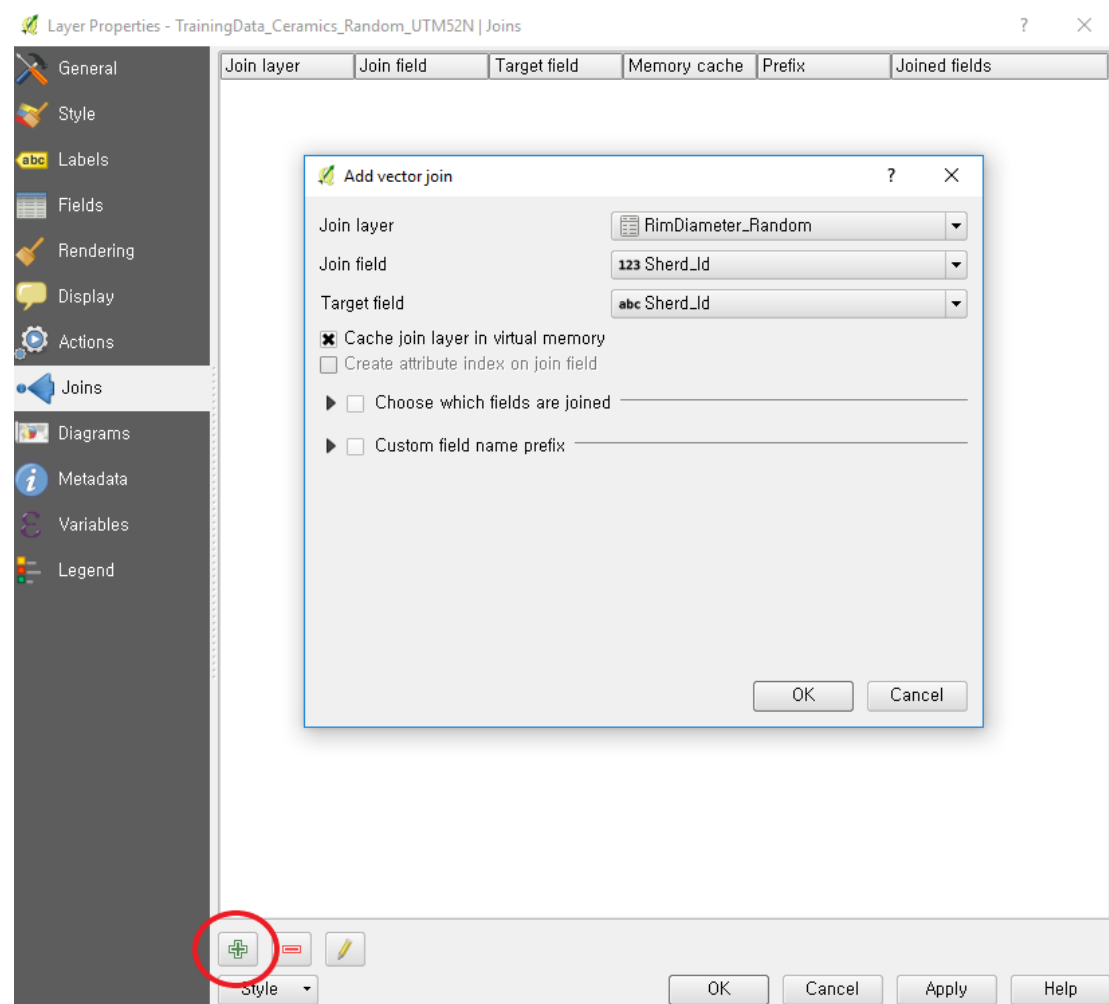 Layer Properties - TrainingData_Ceramics_Random_UTM52N | Joins ?
General
Style
abc Labels
Fields
Rendering
Display
Actions
Joins
Diagrams
Metadata
Variables
Legend
Join layer Join field Target field Memory cache Prefix Joined fields
Add vector join ?
Join layer RimDiameter_Random
Join field 123 Sherd_Id
Target field abc Sherd_Id
Cache join layer in virtual memory
Create attribute index on join field
Choose which fields are joined
Custom field name prefix
OK Cancel
Style OK Cancel Apply Help